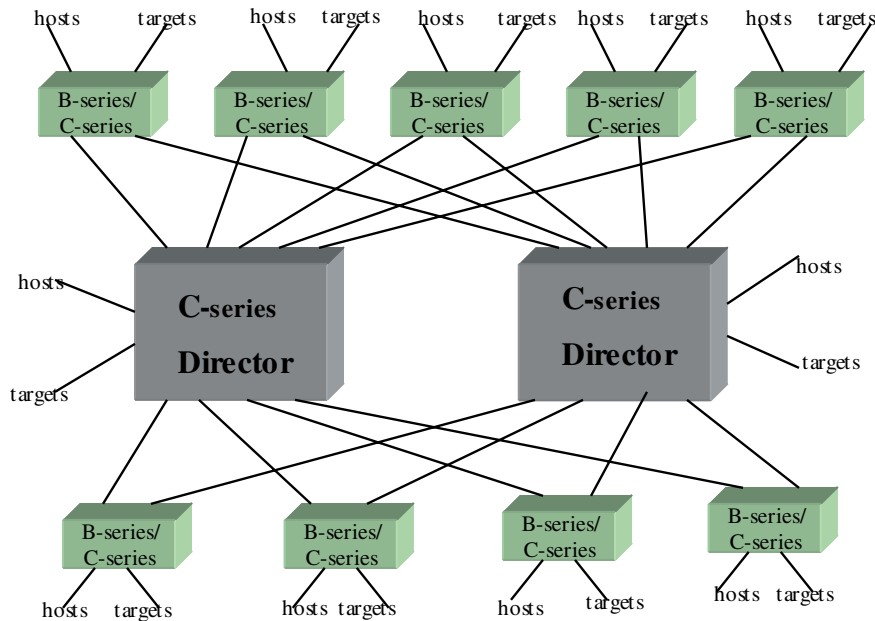 hosts targets hosts targets hosts targets hosts targets hosts targets
B-series/ B-series/ B-series/ B-series/ B-series/
C-series C-series C-series C-series C-series
hosts
targets
C-series
Director
C-series
Director
hosts
targets
B-series/ B-series/ B-series/ B-series/
C-series C-series C-series C-series
hosts targets hosts targets hosts targets hosts targets